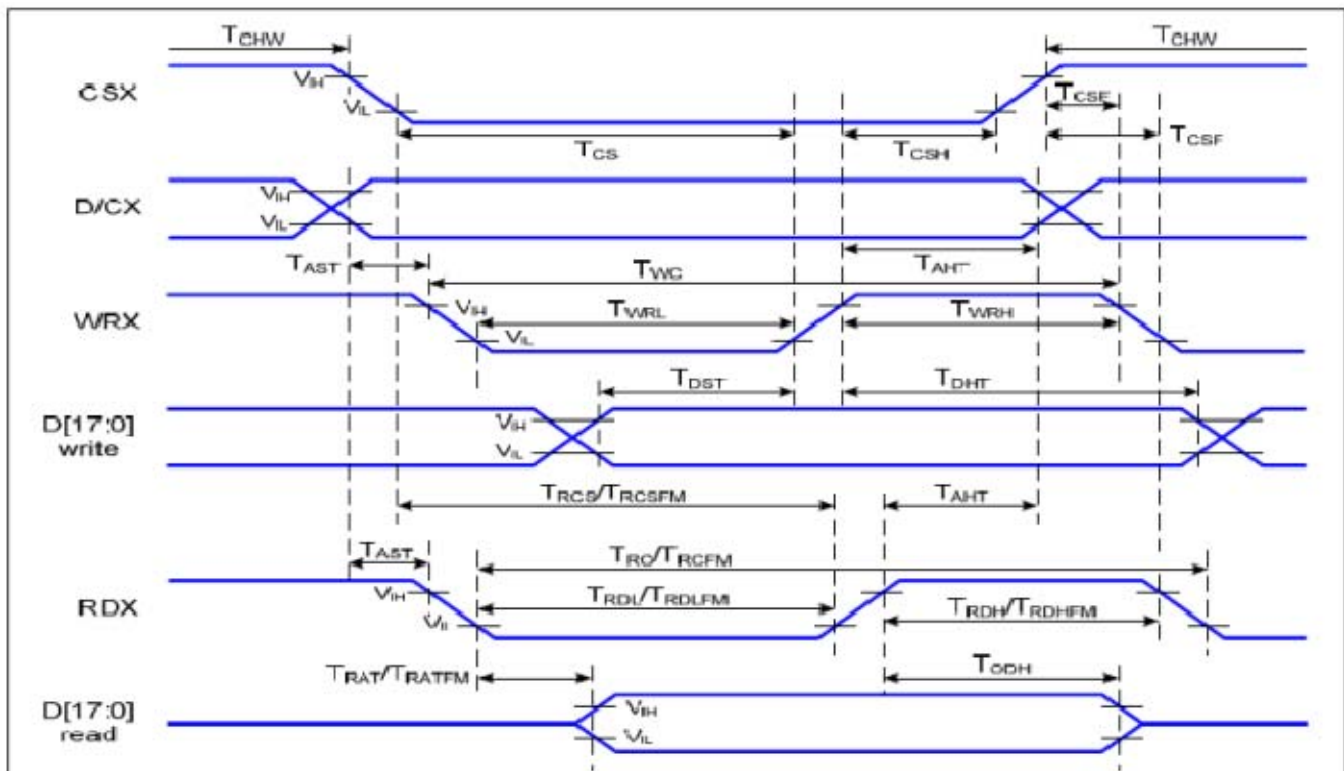 TCHW
TCHW
CSX
VIH
VIL
TCSF
TCSF
TCS
TCSH
D/CX
VIH
VIL
TAST
TWC
TAHT
WRX
VIH
VIL
TWRL
TWRH
TDST
TDHT
D[17:0]
write
VIH
VIL
TRCS/TRCSFM
TAHT
TAST
TRC/TRCFM
RDX
VIH
VIL
TRDL/TRDLFM
TRDH/TRDHFM
TRAT/TRATFM
TODH
D[17:0]
read
VIH
VIL